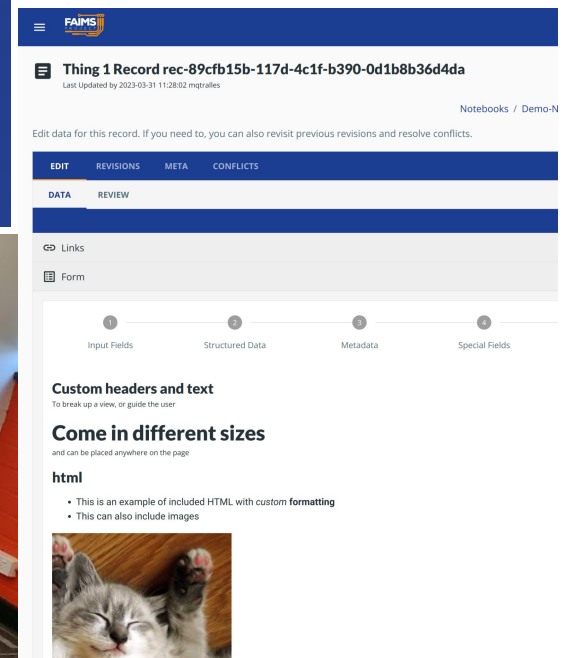 FAIMS
PROJECT
Thing 1 Record rec-89cfb15b-117d-4c1f-b390-0d1b8b36d4da
Last Updated by 2023-03-31 11:28:02 mqtralles
Notebooks / Demo-N
Edit data for this record. If you need to, you can also revisit previous revisions and resolve conflicts.
EDIT REVISIONS META CONFLICTS
DATA REVIEW
Links
Form
1 2 3 4
Input Fields Structured Data Metadata Special Fields
Custom headers and text
To break up a view, or guide the user
Come in different sizes
and can be placed anywhere on the page
html
• This is an example of included HTML with custom formatting
• This can also include images